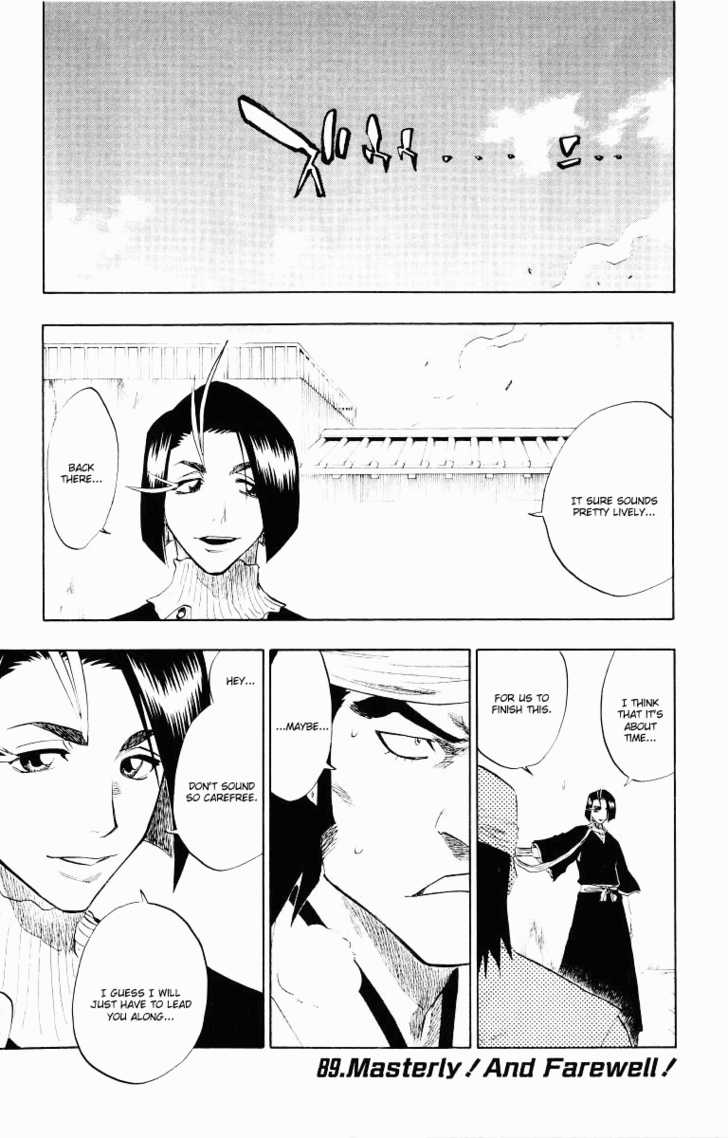 IT SURE SOUNDS
PRETTY LIVELY...
BACK
THERE...
I THINK
THAT IT'S
ABOUT
TIME...
FOR US TO
FINISH THIS.
...MAYBE...
HEY...
DON'T SOUND
SO CAREFREE.
I GUESS I WILL
JUST HAVE TO LEAD
YOU ALONG...
89.Masterly! And Farewell!